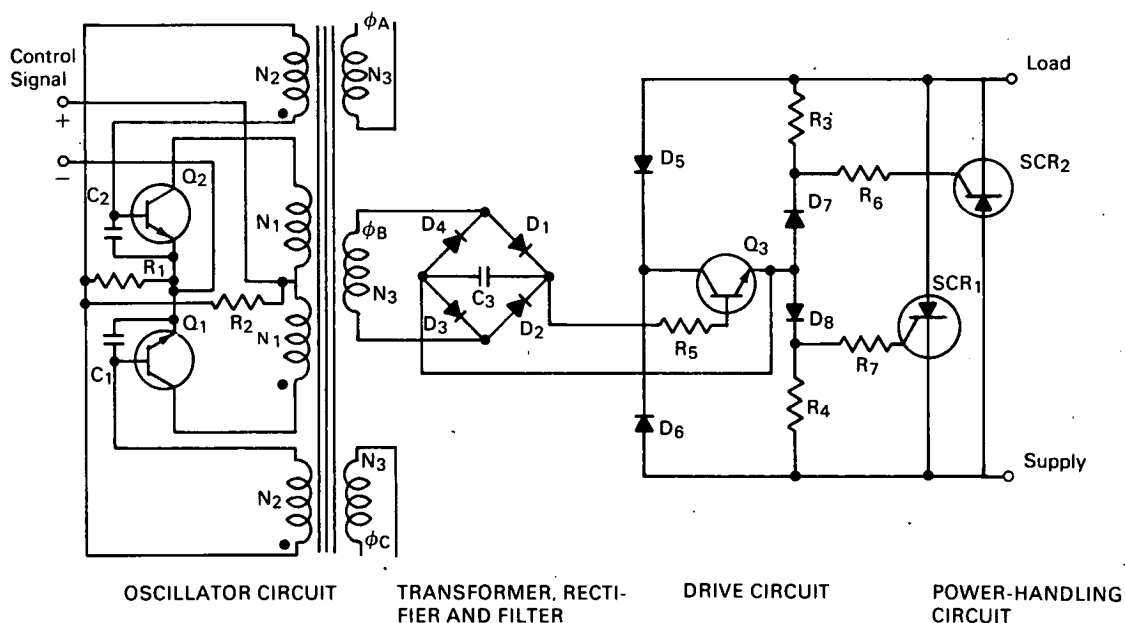 Control
Signal
+
−
N2
ϕA
N3
Load
C2
Q2
N1
R1
R2
Q1
N1
C1
N2
ϕB
N3
D4
D1
C3
D3
D2
N3
ϕC
D5
R3
R6
SCR2
D7
Q3
SCR1
R5
D8
R7
D6
R4
Supply
OSCILLATOR CIRCUIT
TRANSFORMER, RECTI-
FIER AND FILTER
DRIVE CIRCUIT
POWER-HANDLING
CIRCUIT